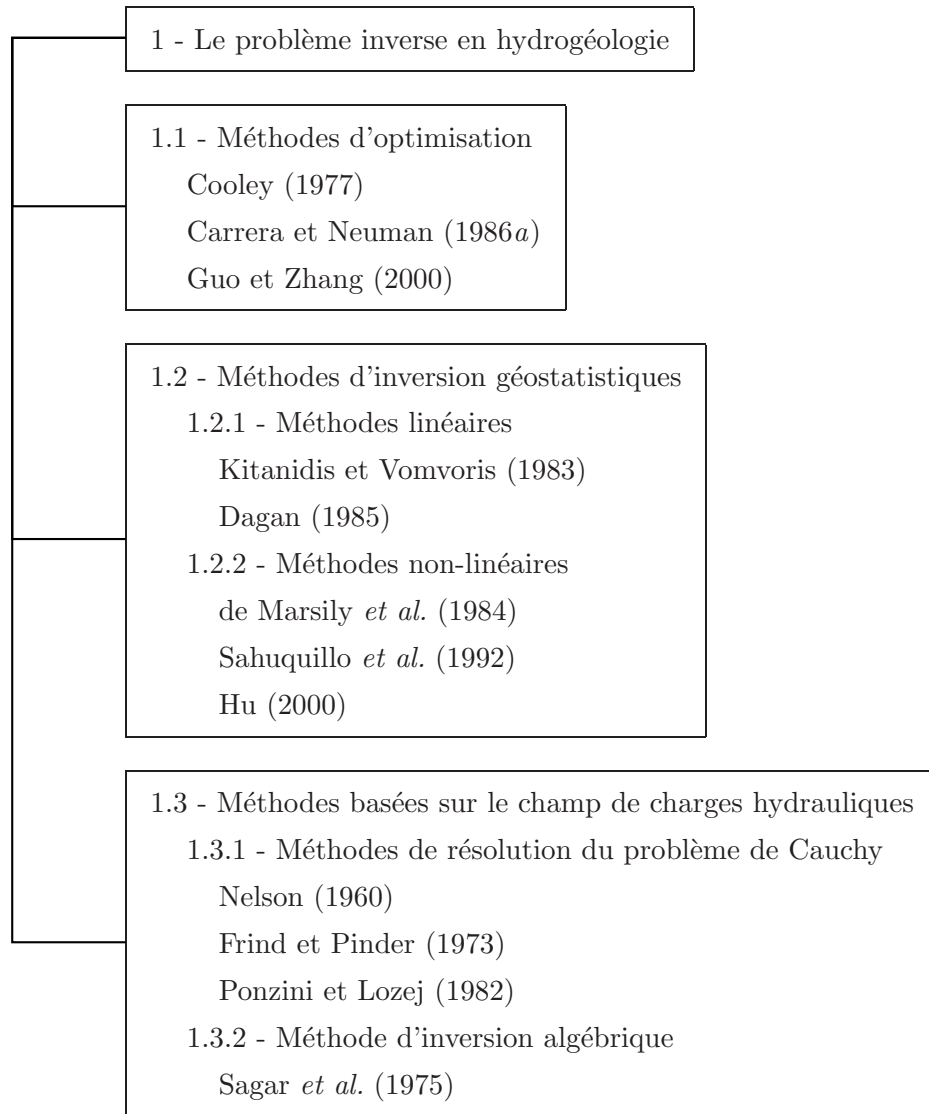 1 - Le problème inverse en hydrogéologie
1.1 - Méthodes d'optimisation
Cooley (1977)
Carrera et Neuman (1986a)
Guo et Zhang (2000)
1.2 - Méthodes d'inversion géostatistiques
1.2.1 - Méthodes linéaires
Kitanidis et Vomvoris (1983)
Dagan (1985)
1.2.2 - Méthodes non-linéaires
de Marsily et al. (1984)
Sahuquillo et al. (1992)
Hu (2000)
1.3 - Méthodes basées sur le champ de charges hydrauliques
1.3.1 - Méthodes de résolution du problème de Cauchy
Nelson (1960)
Frind et Pinder (1973)
Ponzini et Lozej (1982)
1.3.2 - Méthode d'inversion algébrique
Sagar et al. (1975)